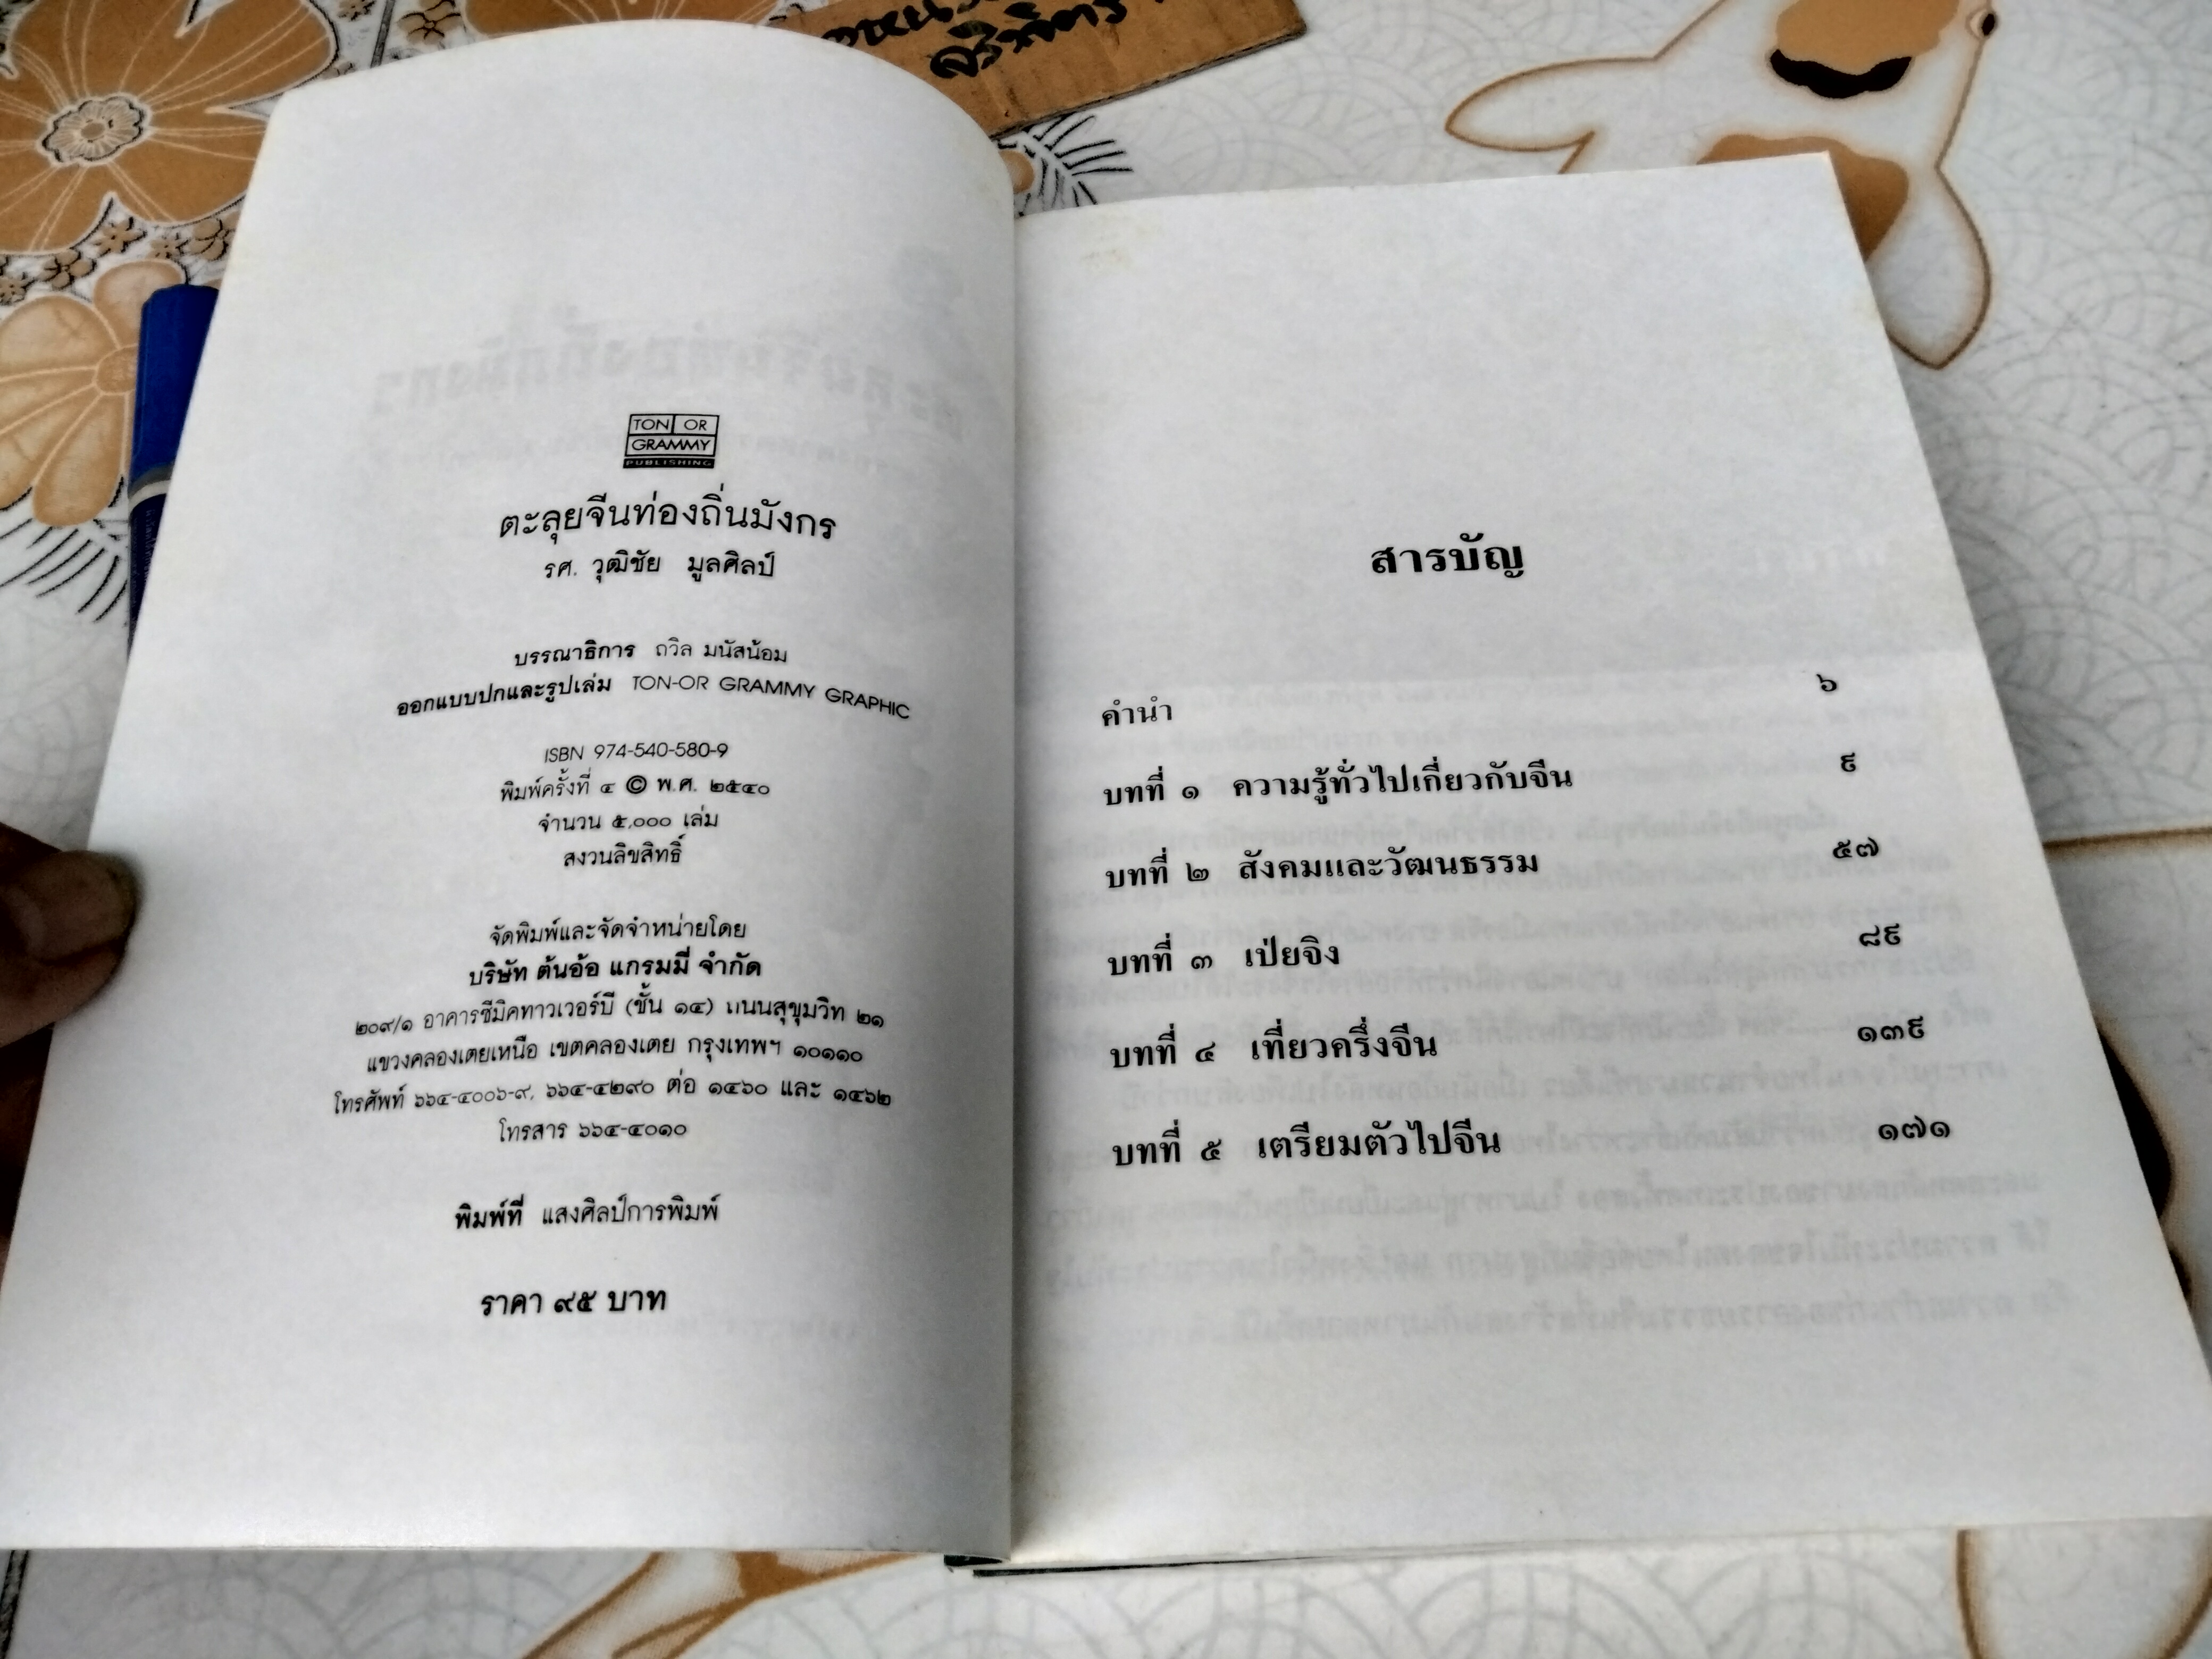 TON OR
GRAMMY
PUBLISHING
ตะลุยจีนท่องถิ่นมังกร
รศ. วุฒิชัย มูลศิลป์
บรรณาธิการ ถวิล มนัสน้อม
ออกแบบปกและรูปเล่ม TON-OR GRAMMY GRAPHIC
ISBN 974-540-580-9
พิมพ์ครั้งที่ ๔ © พ.ศ. ๒๕๔๐
จำนวน ๕,๐๐๐ เล่ม
สงวนลิขสิทธิ์
จัดพิมพ์และจัดจำหน่ายโดย
บริษัท ต้นอ้อ แกรมมี่ จำกัด
๒๐๙/๑ อาคารซีมิคทาวเวอร์บี (ชั้น ๑๔) ถนนสุขุมวิท ๒๑
แขวงคลองเตยเหนือ เขตคลองเตย กรุงเทพฯ ๑๐๑๑๐
โทรศัพท์ ๖๖๔-๔๐๐๖-๙, ๖๖๔-๔๒๙๐ ต่อ ๑๔๖๐ และ ๑๔๖๒
โทรสาร ๖๖๔-๔๐๑๐
พิมพ์ที่ แสงศิลป์การพิมพ์
ราคา ๙๕ บาท
สารบัญ
คำนำ ๖
บทที่ ๑ ความรู้ทั่วไปเกี่ยวกับจีน ๙
บทที่ ๒ สังคมและวัฒนธรรม ๕๗
บทที่ ๓ เป่ยจิง ๘๙
บทที่ ๔ เที่ยวครึ่งจีน ๑๓๙
บทที่ ๕ เตรียมตัวไปจีน ๑๗๑